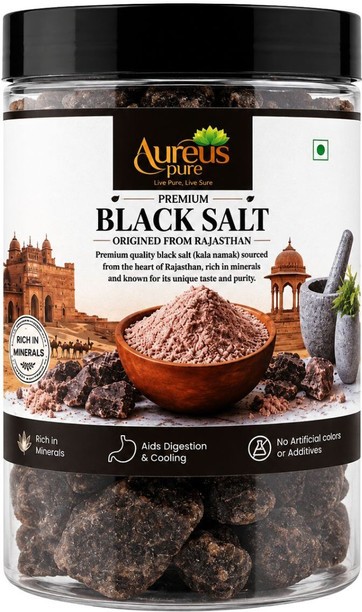 Aureus
pure
Live Pure, Live Sure
PREMIUM
BLACK SALT
ORIGINED FROM RAJASTHAN
Premium quality black salt (kala namak) sourced
from the heart of Rajasthan, rich in minerals
and known for its unique taste and purity.
RICH IN
MINERALS
Rich in
Minerals
Aids Digestion
& Cooling
No Artificial colors
or Additives